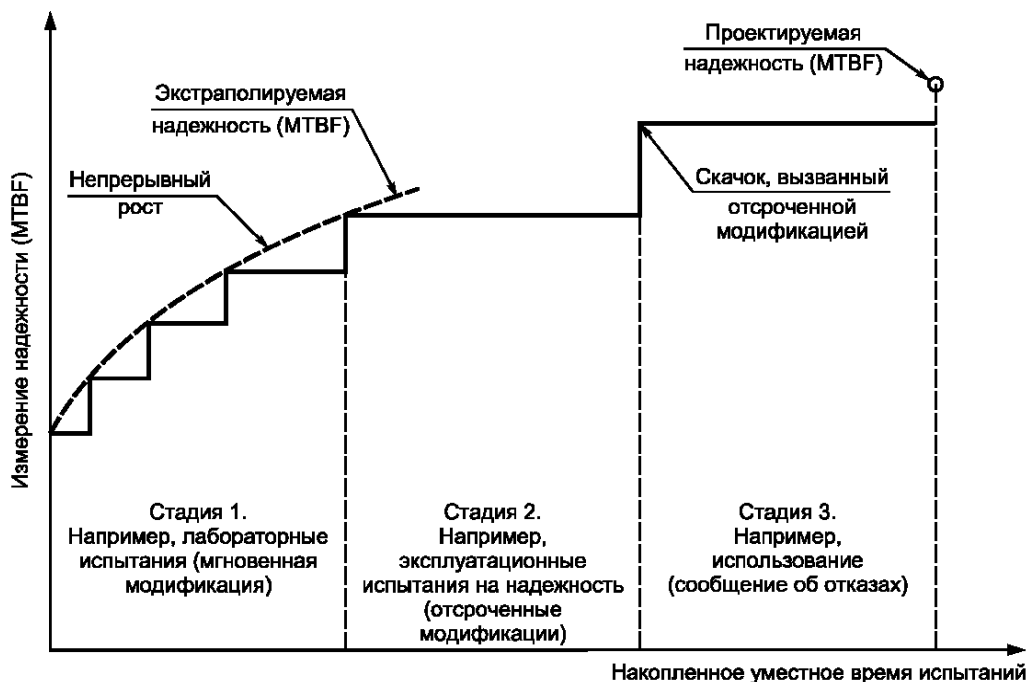 Проектируемая
надежность (MTBF)
Экстраполируемая
надежность (MTBF)
Непрерывный
рост
Скачок, вызванный
отсроченной
модификацией
Измерение надежности (MTBF)
Стадия 1.
Например, лабораторные
испытания (мгновенная
модификация)
Стадия 2.
Например,
эксплуатационные
испытания на надежность
(отсроченные
модификации)
Стадия 3.
Например,
использование
(сообщение об отказах)
Накопленное уместное время испытаний